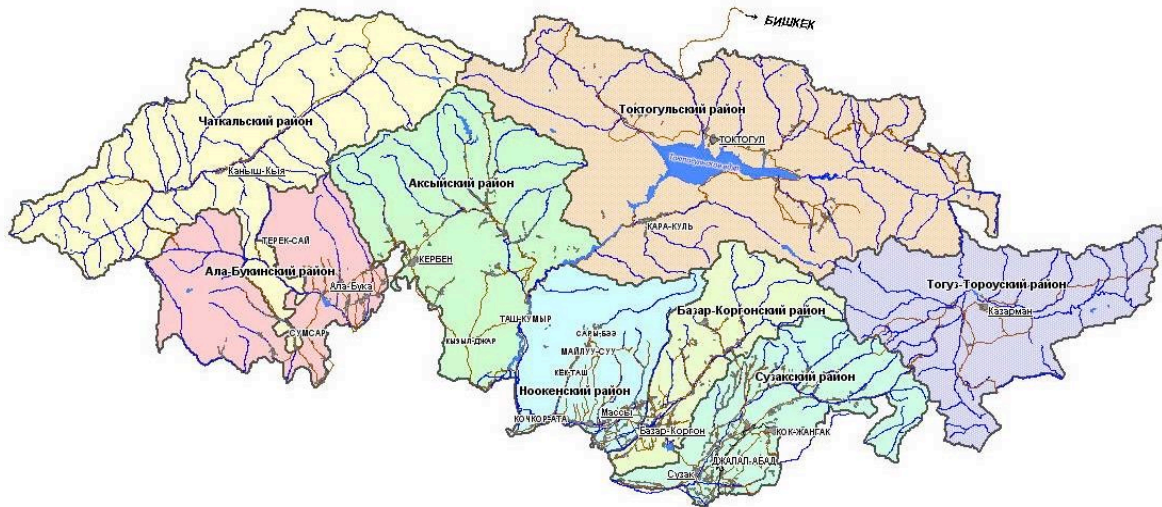 БИШКЕК
Токтогульский район
Чаткальский район
ТОКТОГУЛ
Каныш-Кыя
Аксыйский район
КАРА-КУЛЬ
ТЕРЕК-САЙ
КЕРБЕН
Ала-Букинский район
Ала-Бука
Тогуз-Тороуский район
Казарман
Базар-Коргонский район
ТАШ-КУМЫР
СУМСАР
САРЫ-БЭЭ
КЫЗЫЛ-ДЖАР
МАЙЛУУ-СУУ
КЁК-ТАШ
Сузакский район
Ноокенский район
Массы
КОЧКОР-АТА
Базар-Коргон
КОК-ЖАНГАК
ДЖАЛАЛ-АБАД
Сузак